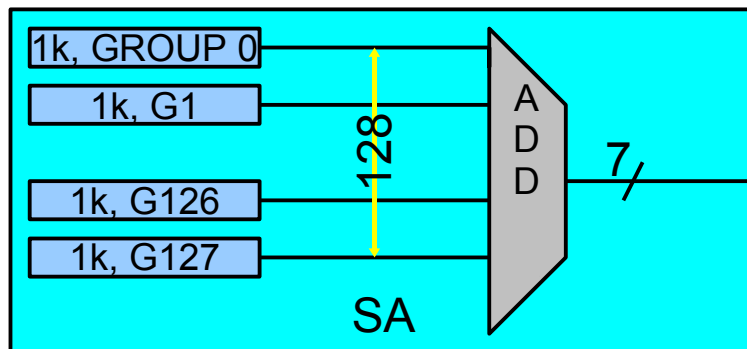 1k, GROUP 0
1k, G1
1k, G126
1k, G127
128
A
D
D
7
SA